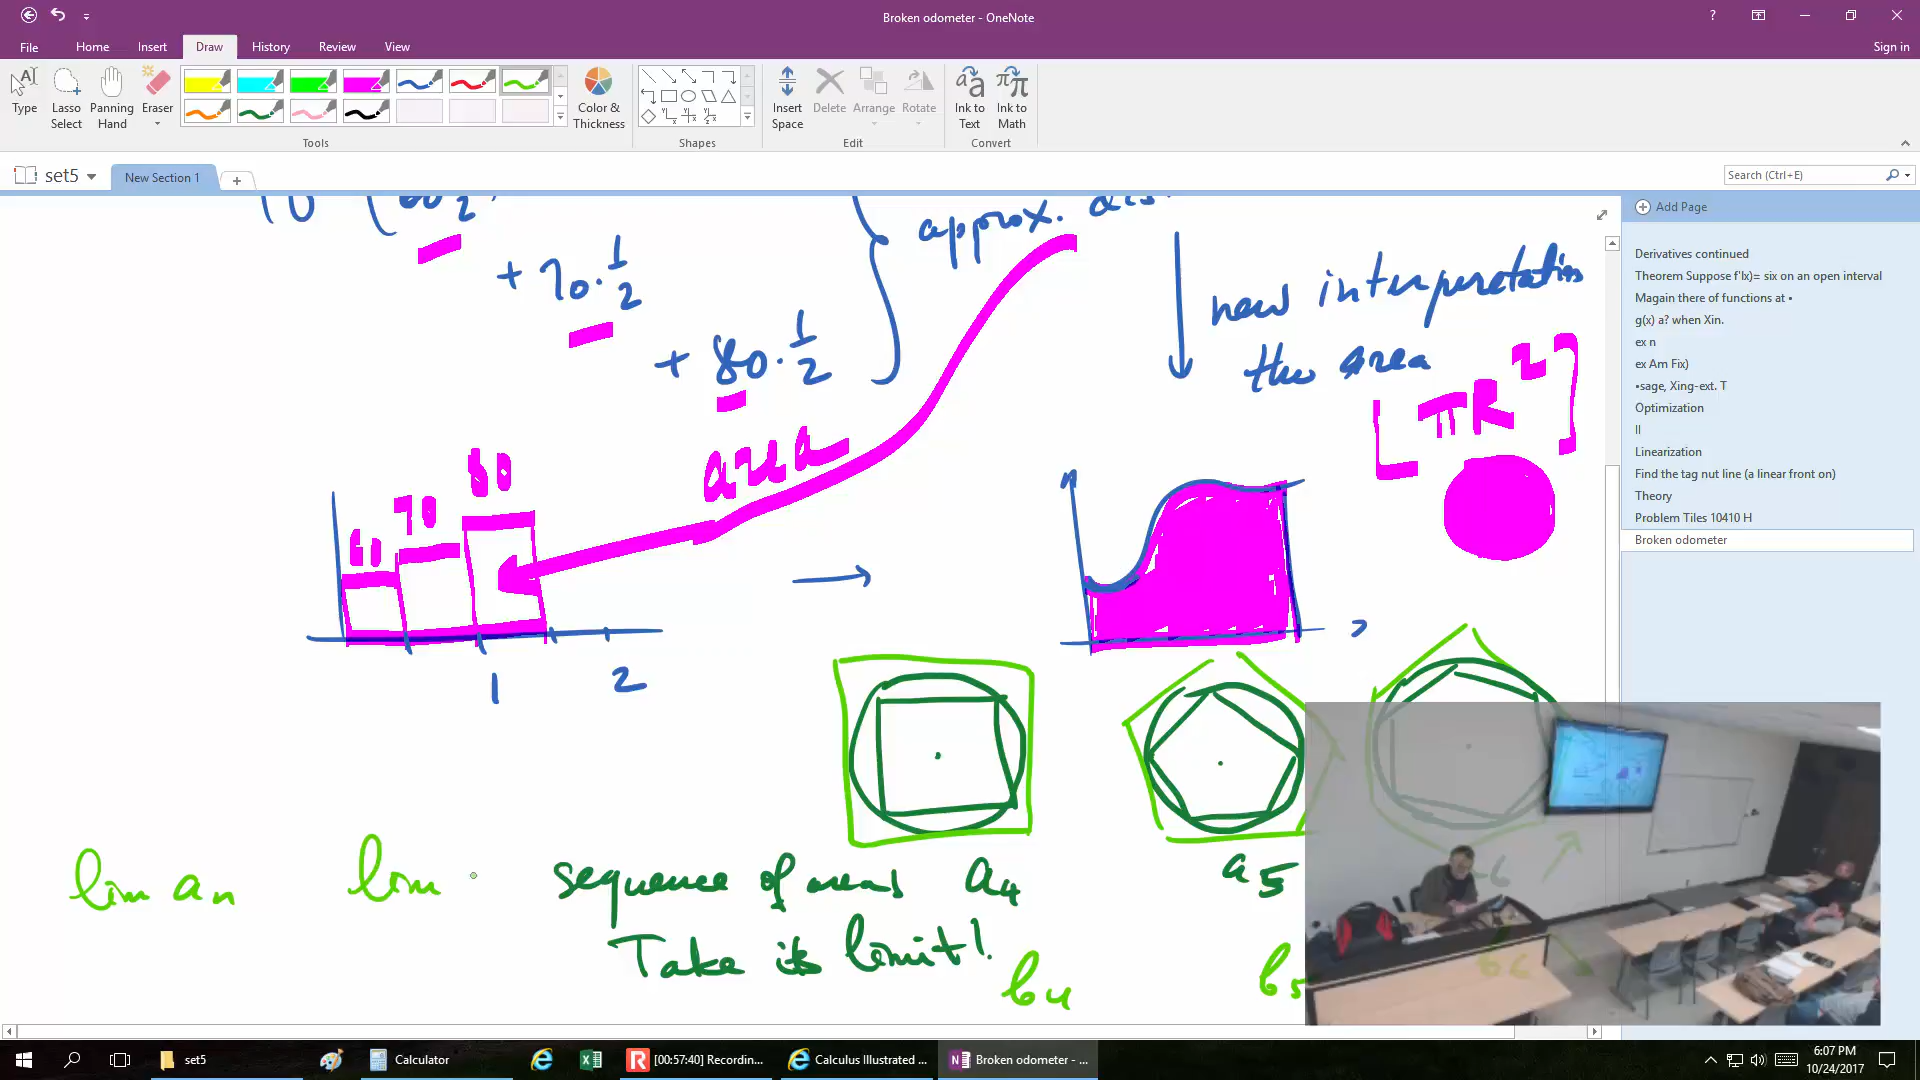 Broken odometer - OneNote
File Home Insert Draw History Review View
Sign in
Type
Lasso Select
Panning Hand
Eraser
Color & Thickness
Insert Space
Delete
Arrange
Rotate
Ink to Text
Ink to Math
Tools
Shapes
Edit
Convert
set5
New Section 1
Search (Ctrl+E)
Add Page
Derivatives continued
Theorem Suppose f'lx)= six on an open interval
Magain there of functions at •
g(x) a? when Xin.
ex n
ex Am Fix)
•sage, Xing-ext. T
Optimization
ll
Linearization
Find the tag nut line (a linear front on)
Theory
Problem Tiles 10410 H
Broken odometer
approx.
+ 70 · 1/2
+ 80 · 1/2
new interpretation
the area
[πR²]
area
60 70 80
1 2
lim an lim
sequence of areas a4 a5
Take its limit!
b4 b5
a6
b6
set5
Calculator
[00:57:40] Recordin...
Calculus Illustrated ...
Broken odometer - ...
6:07 PM
10/24/2017